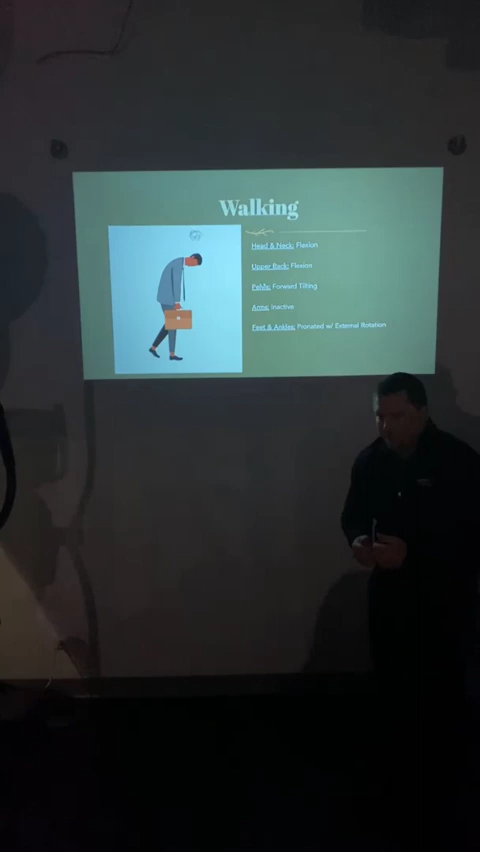 Walking
Head & Neck: Flexion
Upper Back: Flexion
Pelvis: Forward Tilting
Arms: Inactive
Feet & Ankles: Pronated w/ External Rotation